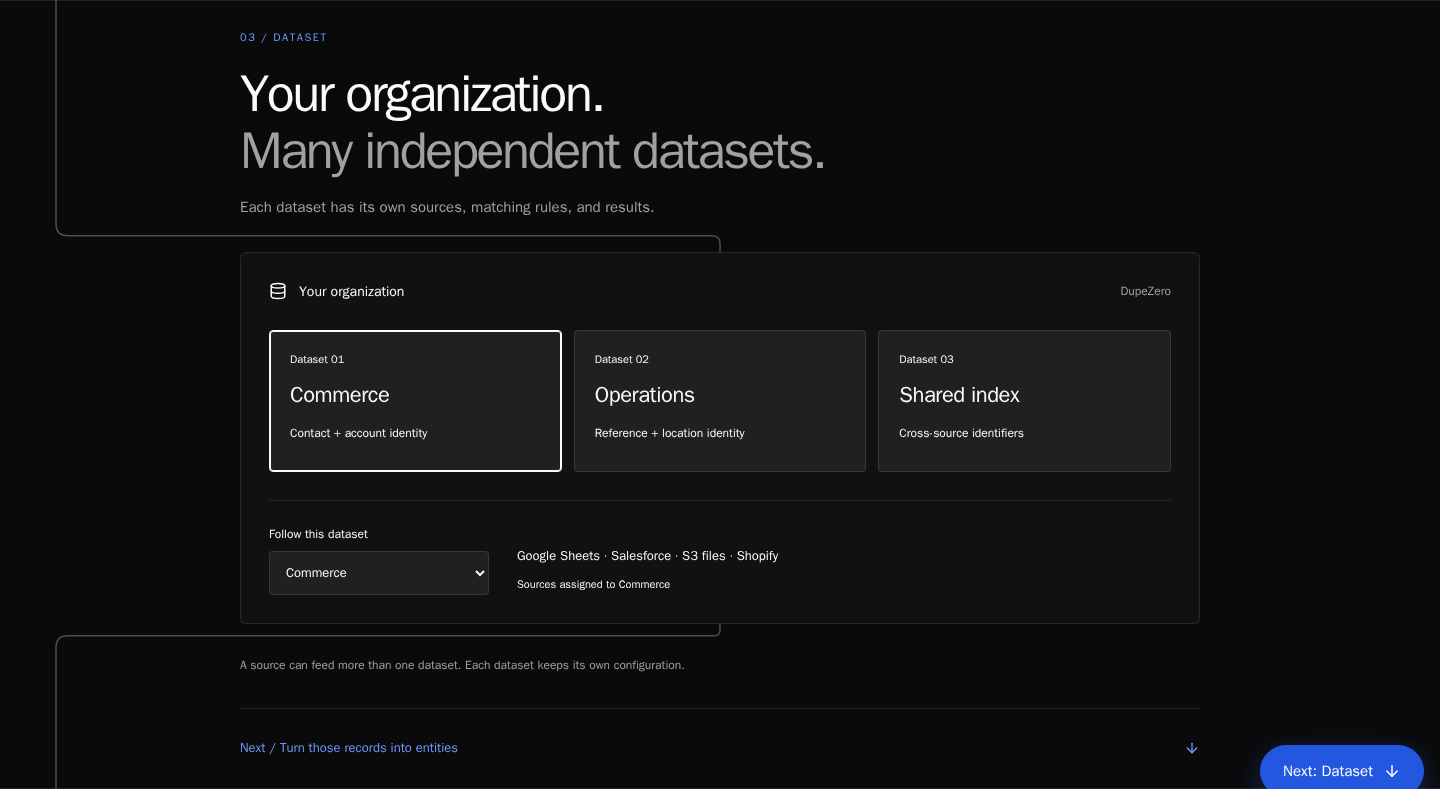 03 / DATASET
Your organization.
Many independent datasets.
Each dataset has its own sources, matching rules, and results.
Your organization
DupeZero
Dataset 01
Commerce
Contact + account identity
Dataset 02
Operations
Reference + location identity
Dataset 03
Shared index
Cross-source identifiers
Follow this dataset
Commerce
Google Sheets · Salesforce · S3 files · Shopify
Sources assigned to Commerce
A source can feed more than one dataset. Each dataset keeps its own configuration.
Next / Turn those records into entities
Next: Dataset